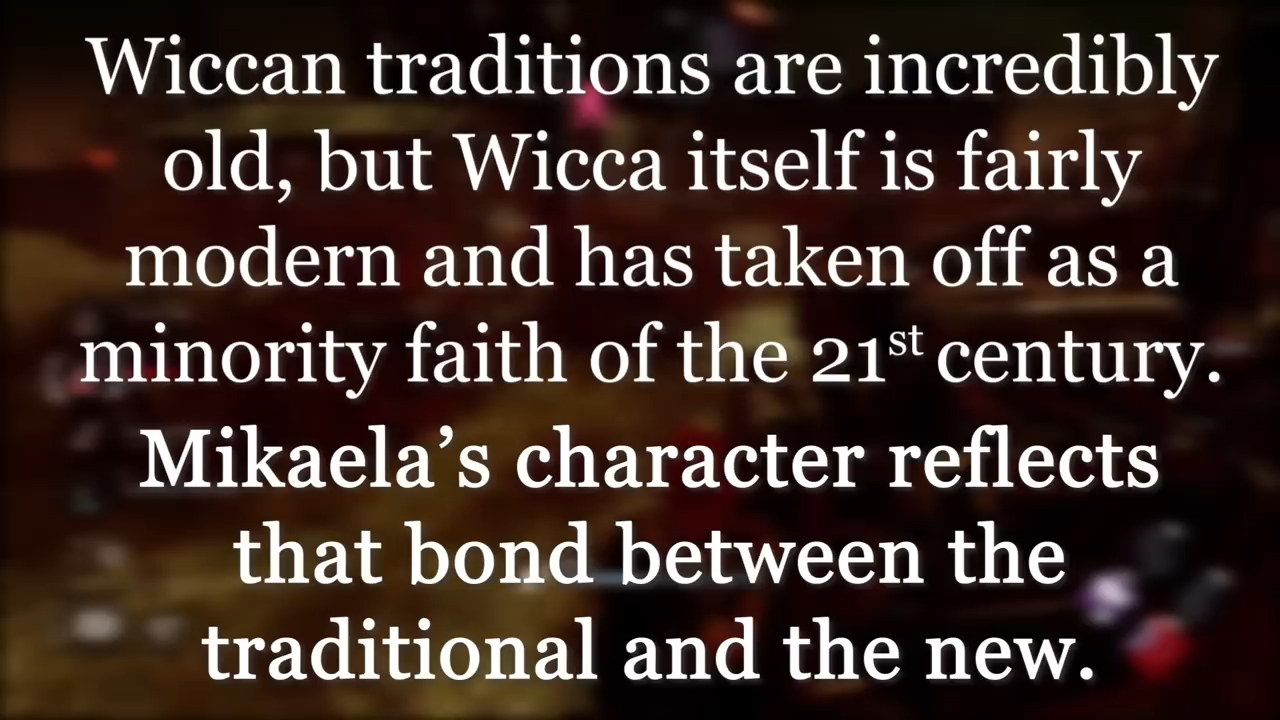 Wiccan traditions are incredibly
old, but Wicca itself is fairly
modern and has taken off as a
minority faith of the 21st century.
Mikaela’s character reflects
that bond between the
traditional and the new.